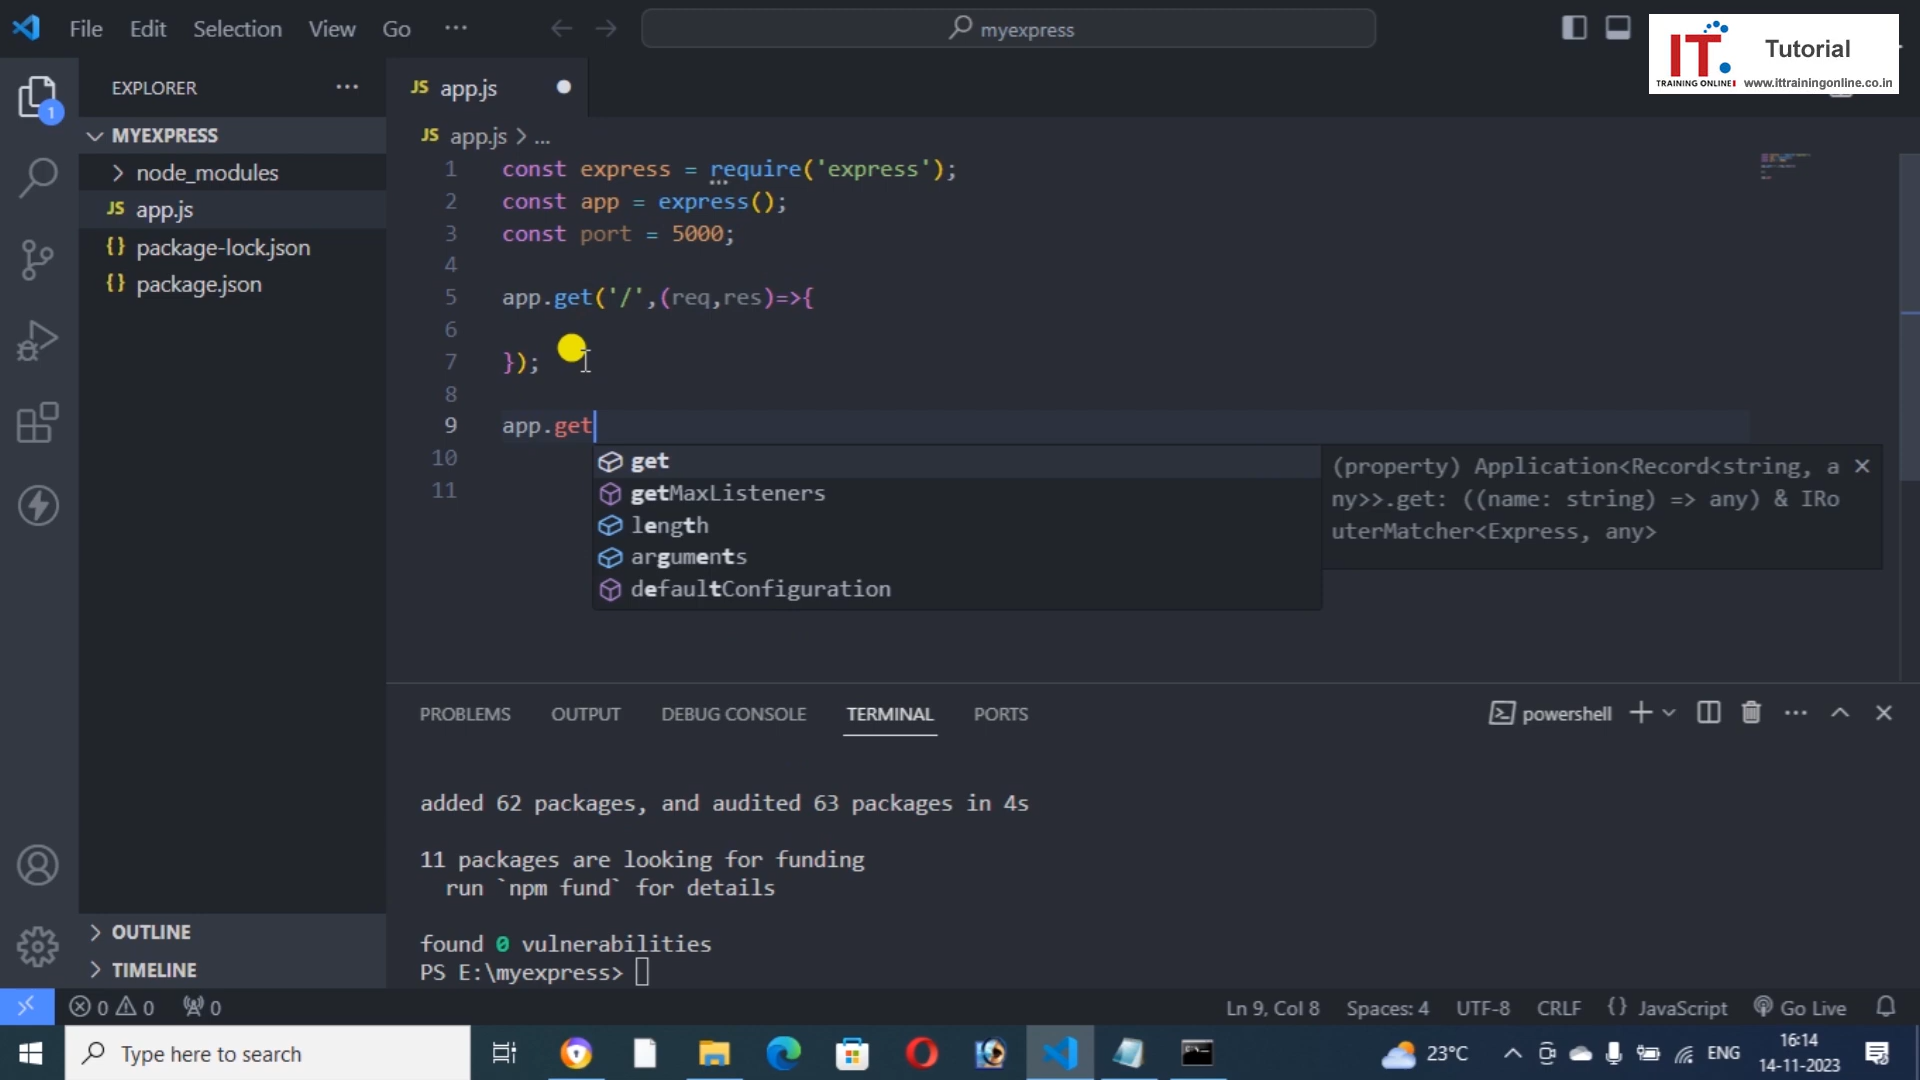 File Edit Selection View Go ···
myexpress
IT.
TRAINING ONLINE!
Tutorial
www.ittrainingonline.co.in
EXPLORER ···
1
MYEXPRESS
node_modules
JS app.js
{} package-lock.json
{} package.json
OUTLINE
TIMELINE
JS app.js
JS app.js > ...
1 const express = require('express');
2 const app = express();
3 const port = 5000;
4
5 app.get('/',(req,res)=>{
6
7 });
8
9 app.get
10
11
get
getMaxListeners
length
arguments
defaultConfiguration
(property) Application<Record<string, a
ny>>.get: ((name: string) => any) & IRo
uterMatcher<Express, any>
PROBLEMS OUTPUT DEBUG CONSOLE TERMINAL PORTS
powershell
added 62 packages, and audited 63 packages in 4s
11 packages are looking for funding
run `npm fund` for details
found 0 vulnerabilities
PS E:\myexpress>
0 0 0
Ln 9, Col 8 Spaces: 4 UTF-8 CRLF {} JavaScript Go Live
Type here to search
23°C
ENG
16:14
14-11-2023